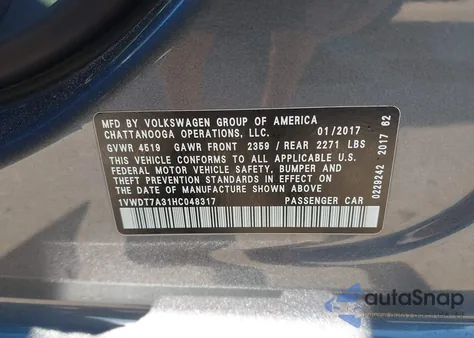 MFD BY VOLKSWAGEN GROUP OF AMERICA
CHATTANOOGA OPERATIONS, LLC. 01/2017
GVWR 4519 GAWR FRONT 2359 / REAR 2271 LBS
THIS VEHICLE CONFORMS TO ALL APPLICABLE U.S.
FEDERAL MOTOR VEHICLE SAFETY, BUMPER AND
THEFT PREVENTION STANDARDS IN EFFECT ON
THE DATE OF MANUFACTURE SHOWN ABOVE.
1VWDT7A31HC048317 PASSENGER CAR
0229242 2017 62
autoSnap